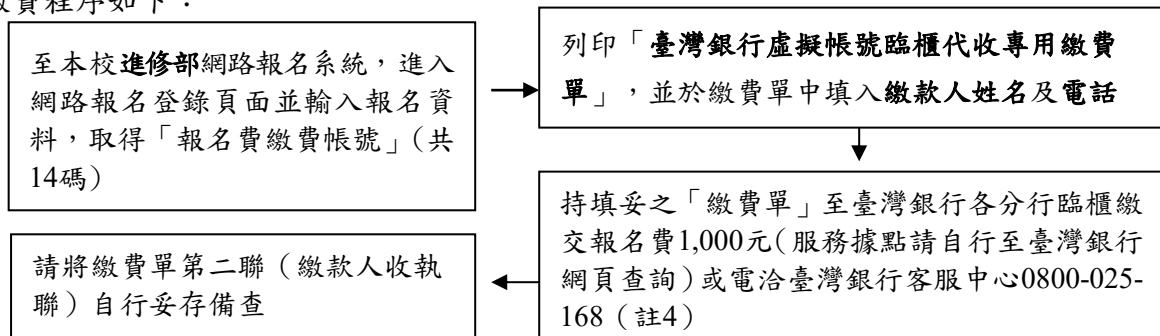 繳費程序如下：
至本校進修部網路報名系統，進入
網路報名登錄頁面並輸入報名資
料，取得「報名費繳費帳號」（共
14碼）
列印「臺灣銀行虛擬帳號臨櫃代收專用繳費
單」，並於繳費單中填入繳款人姓名及電話
持填妥之「繳費單」至臺灣銀行各分行臨櫃繳
交報名費1,000元（服務據點請自行至臺灣銀行
網頁查詢）或電洽臺灣銀行客服中心0800-025-
168（註4）
請將繳費單第二聯（繳款人收執
聯）自行妥存備查